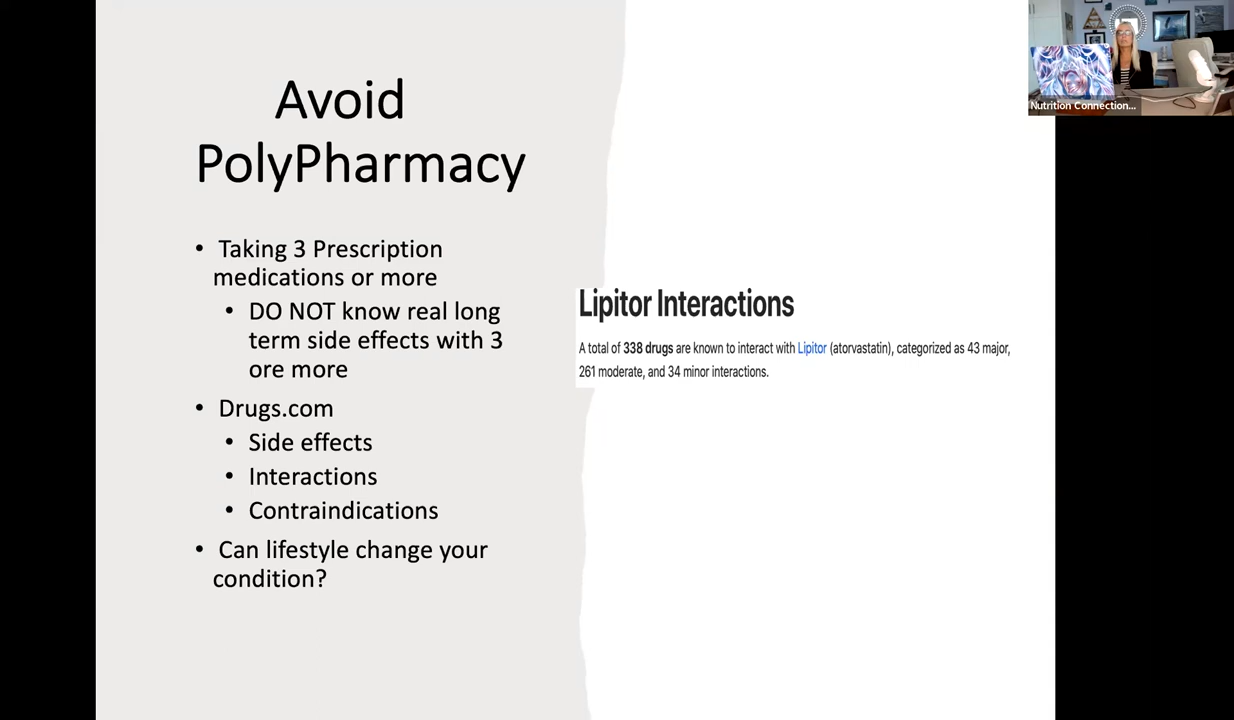 Avoid
PolyPharmacy
• Taking 3 Prescription
medications or more
• DO NOT know real long
term side effects with 3
ore more
• Drugs.com
• Side effects
• Interactions
• Contraindications
• Can lifestyle change your
condition?
Lipitor Interactions
A total of 338 drugs are known to interact with Lipitor (atorvastatin), categorized as 43 major,
261 moderate, and 34 minor interactions.
Nutrition Connection...